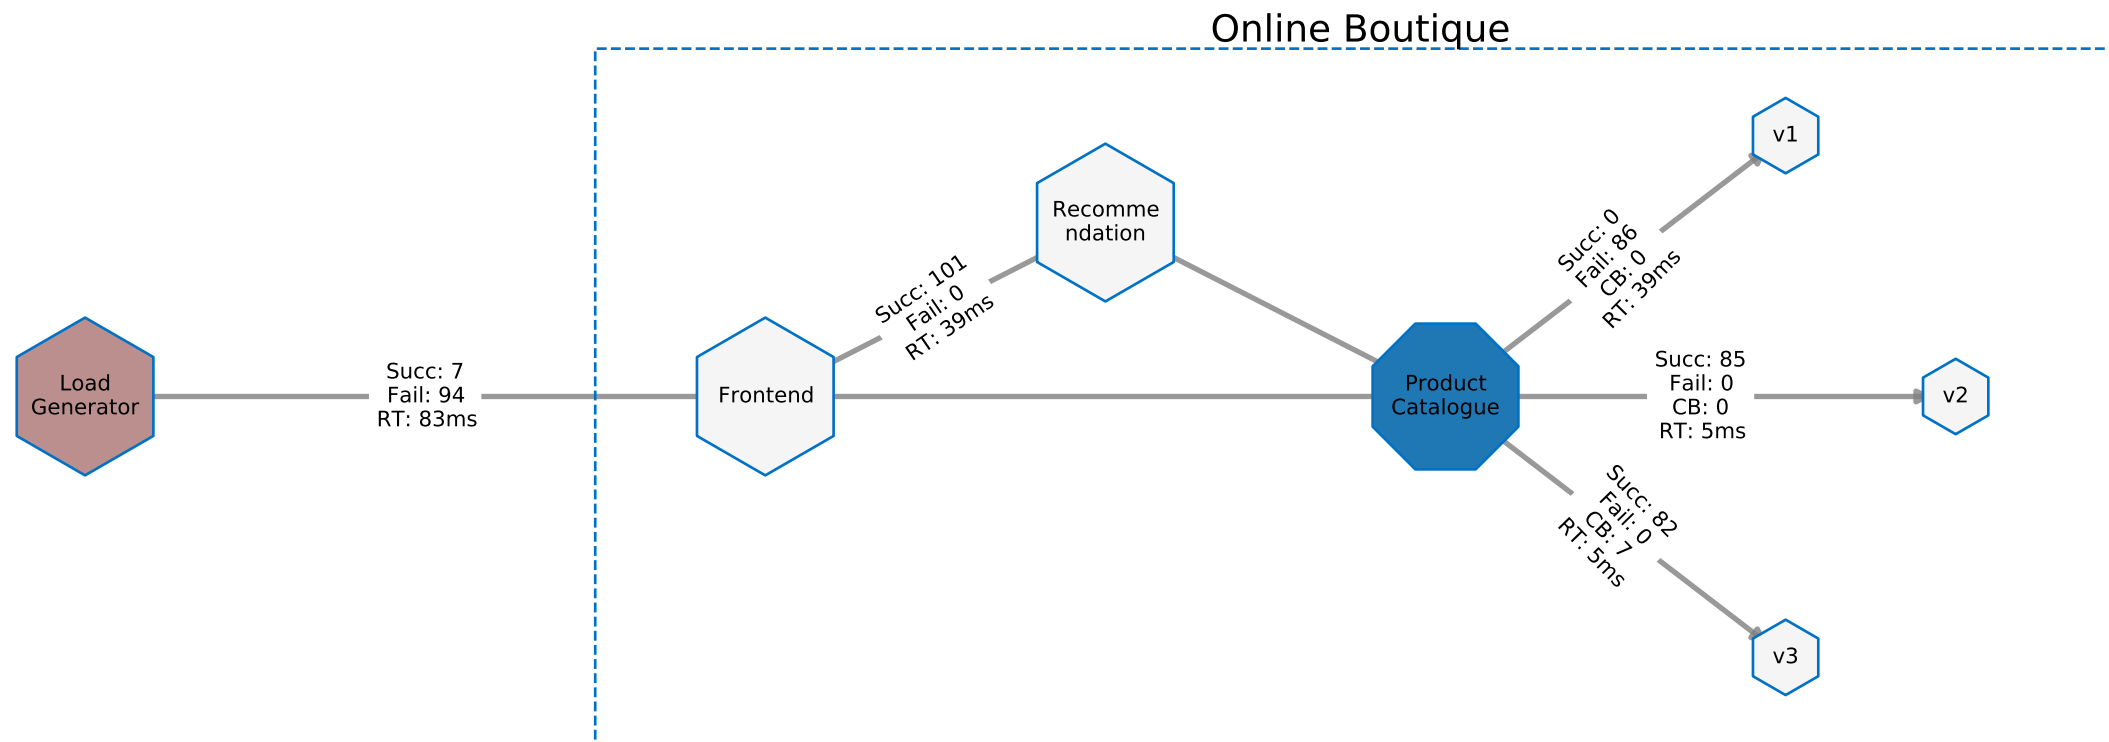 Online Boutique
Load
Generator
Succ: 7
Fail: 94
RT: 83ms
Frontend
Succ: 101
Fail: 0
RT: 39ms
Recomme
ndation
Product
Catalogue
Succ: 0
Fail: 86
CB: 0
RT: 39ms
v1
Succ: 85
Fail: 0
CB: 0
RT: 5ms
v2
Succ: 82
Fail: 0
CB: 7
RT: 5ms
v3